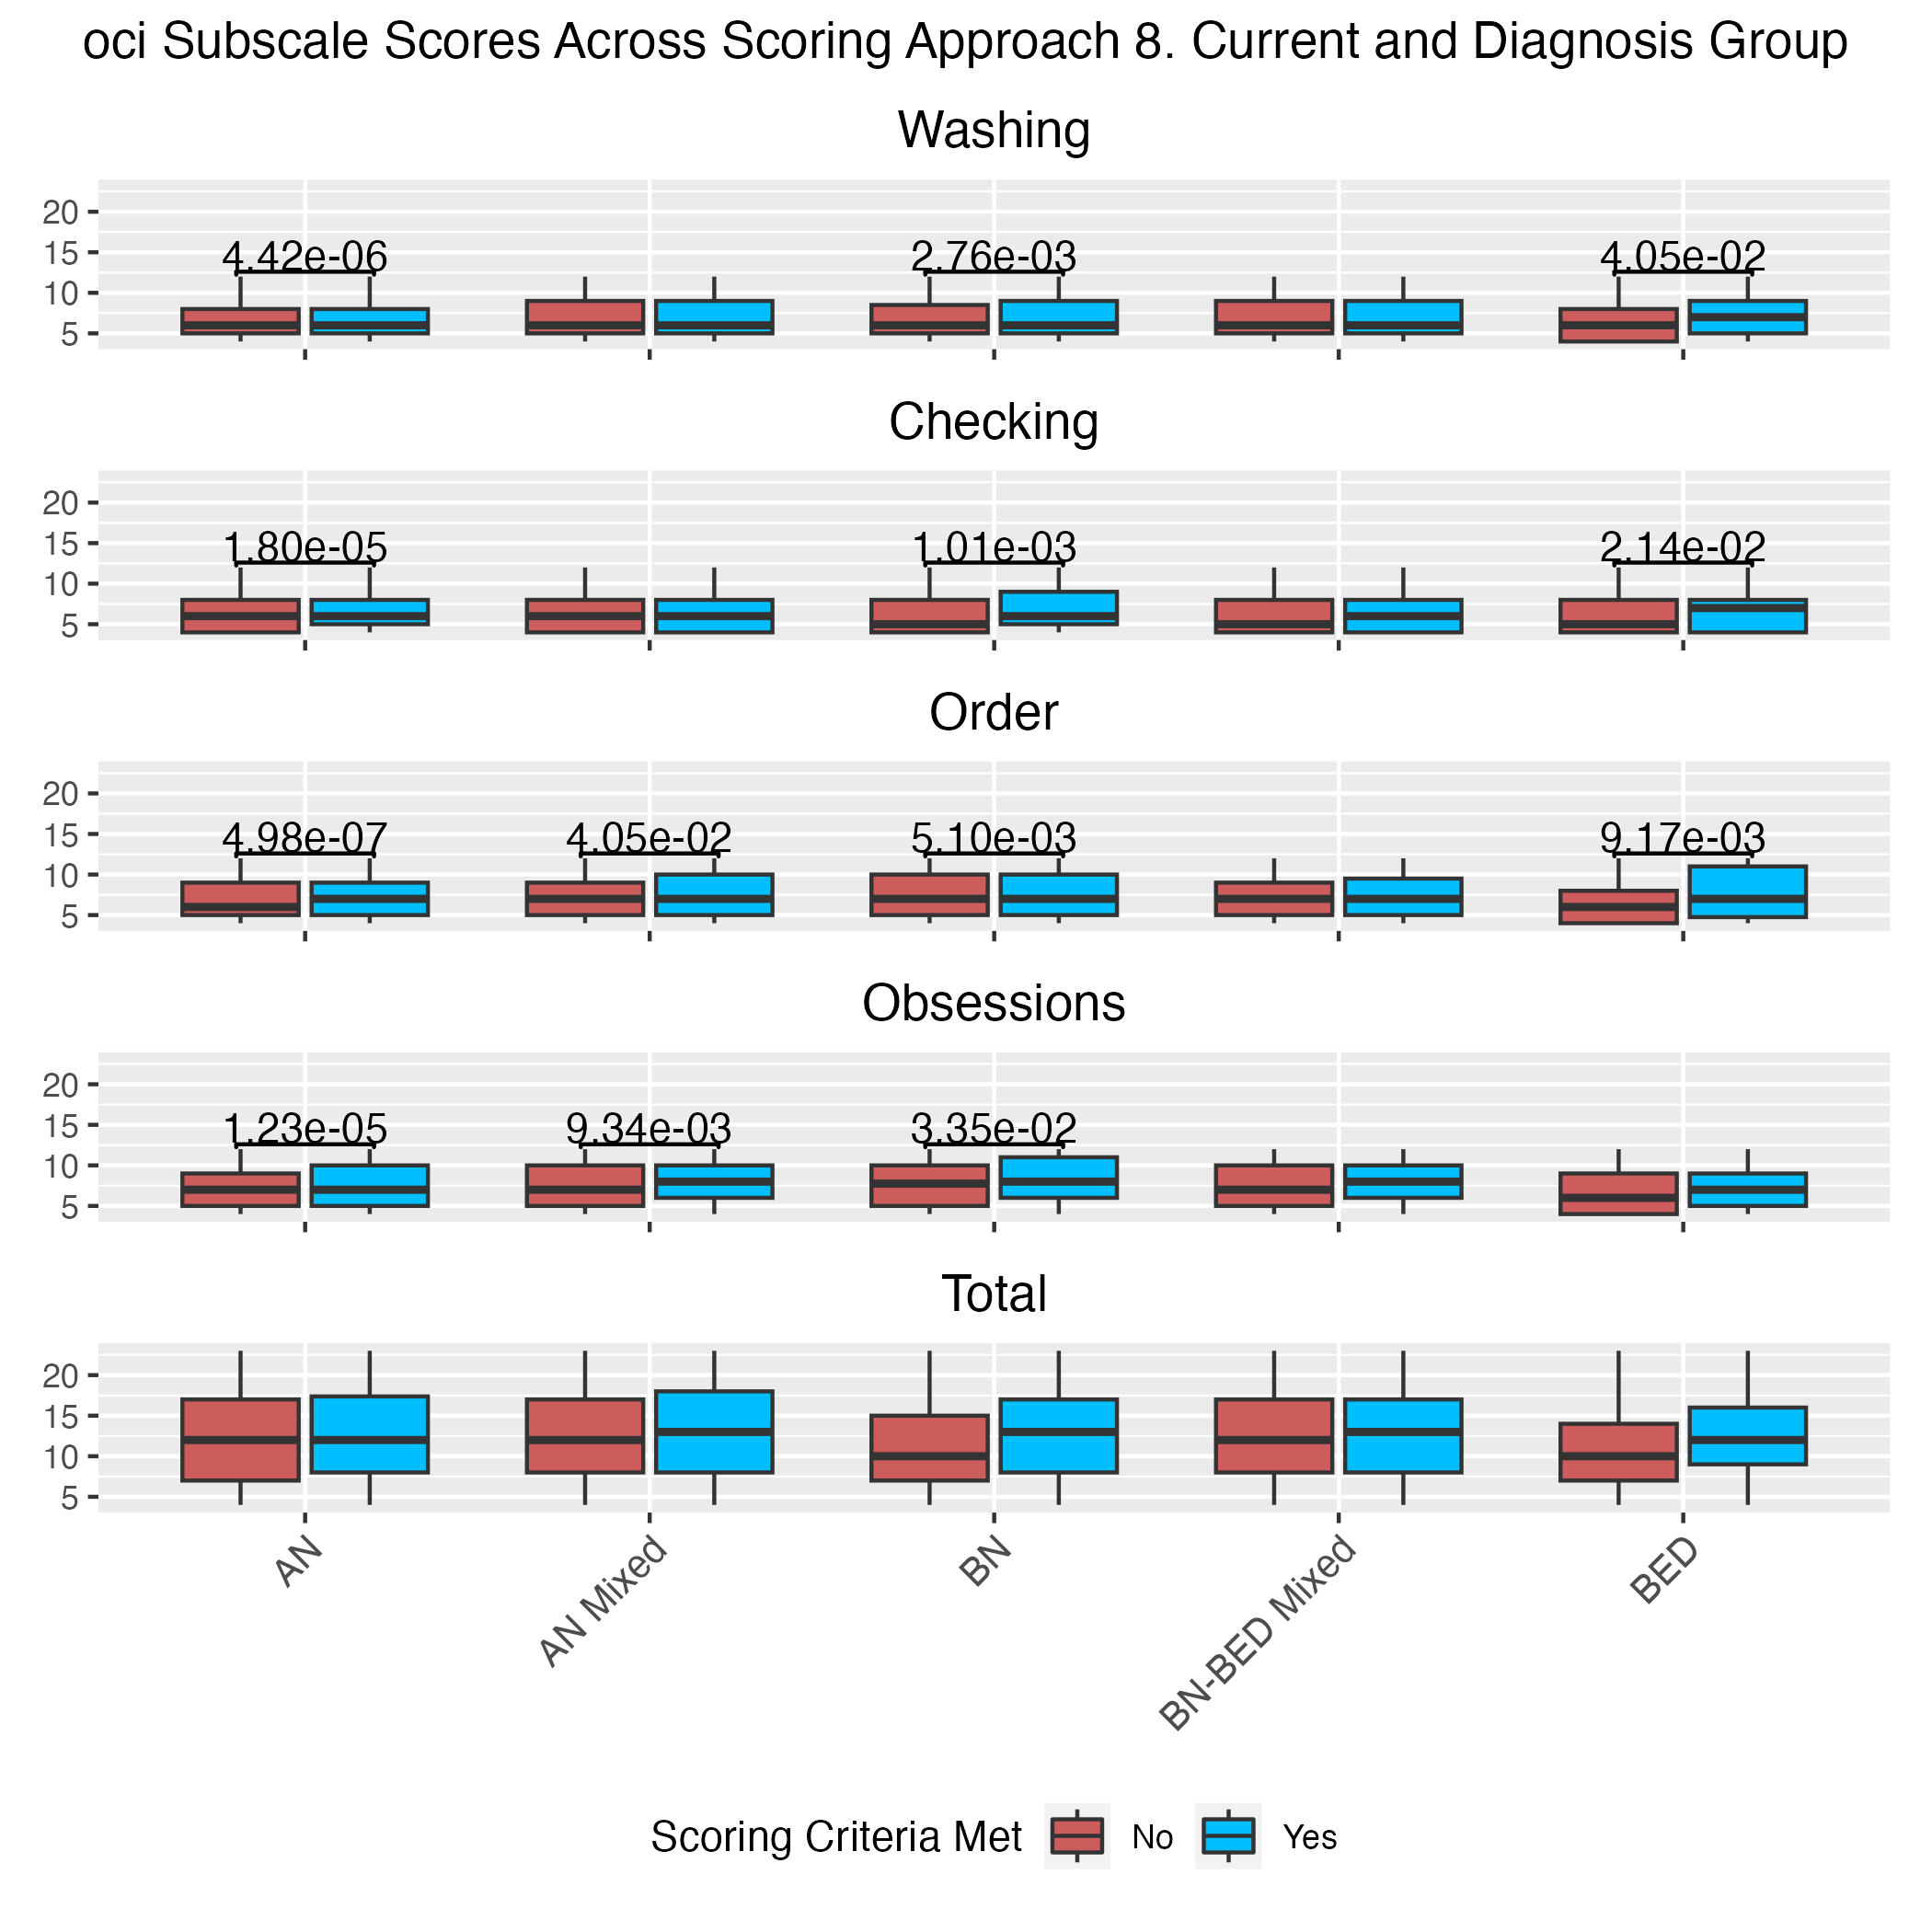 oci Subscale Scores Across Scoring Approach 8. Current and Diagnosis Group
Washing
20
15
10
5
4.42e-06
2.76e-03
4.05e-02
Checking
20
15
10
5
1.80e-05
1.01e-03
2.14e-02
Order
20
15
10
5
4.98e-07
4.05e-02
5.10e-03
9.17e-03
Obsessions
20
15
10
5
1.23e-05
9.34e-03
3.35e-02
Total
20
15
10
5
AN
AN Mixed
BN
BN-BED Mixed
BED
Scoring Criteria Met No Yes